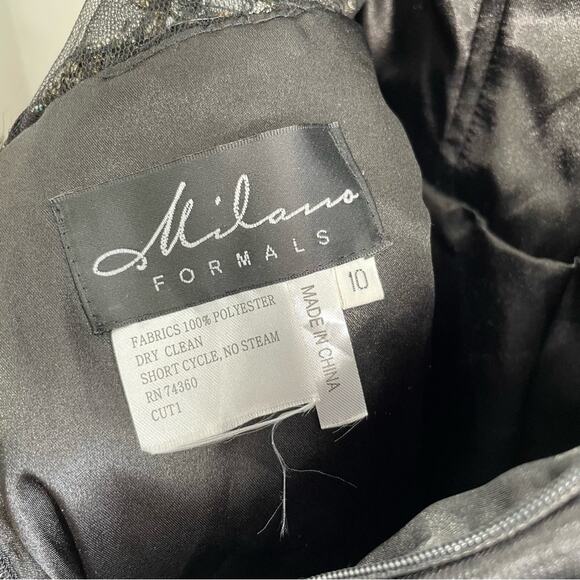 Milano
FORMALS
10
FABRICS 100% POLYESTER
DRY CLEAN
SHORT CYCLE, NO STEAM
RN 74360
CUT1
MADE IN CHINA